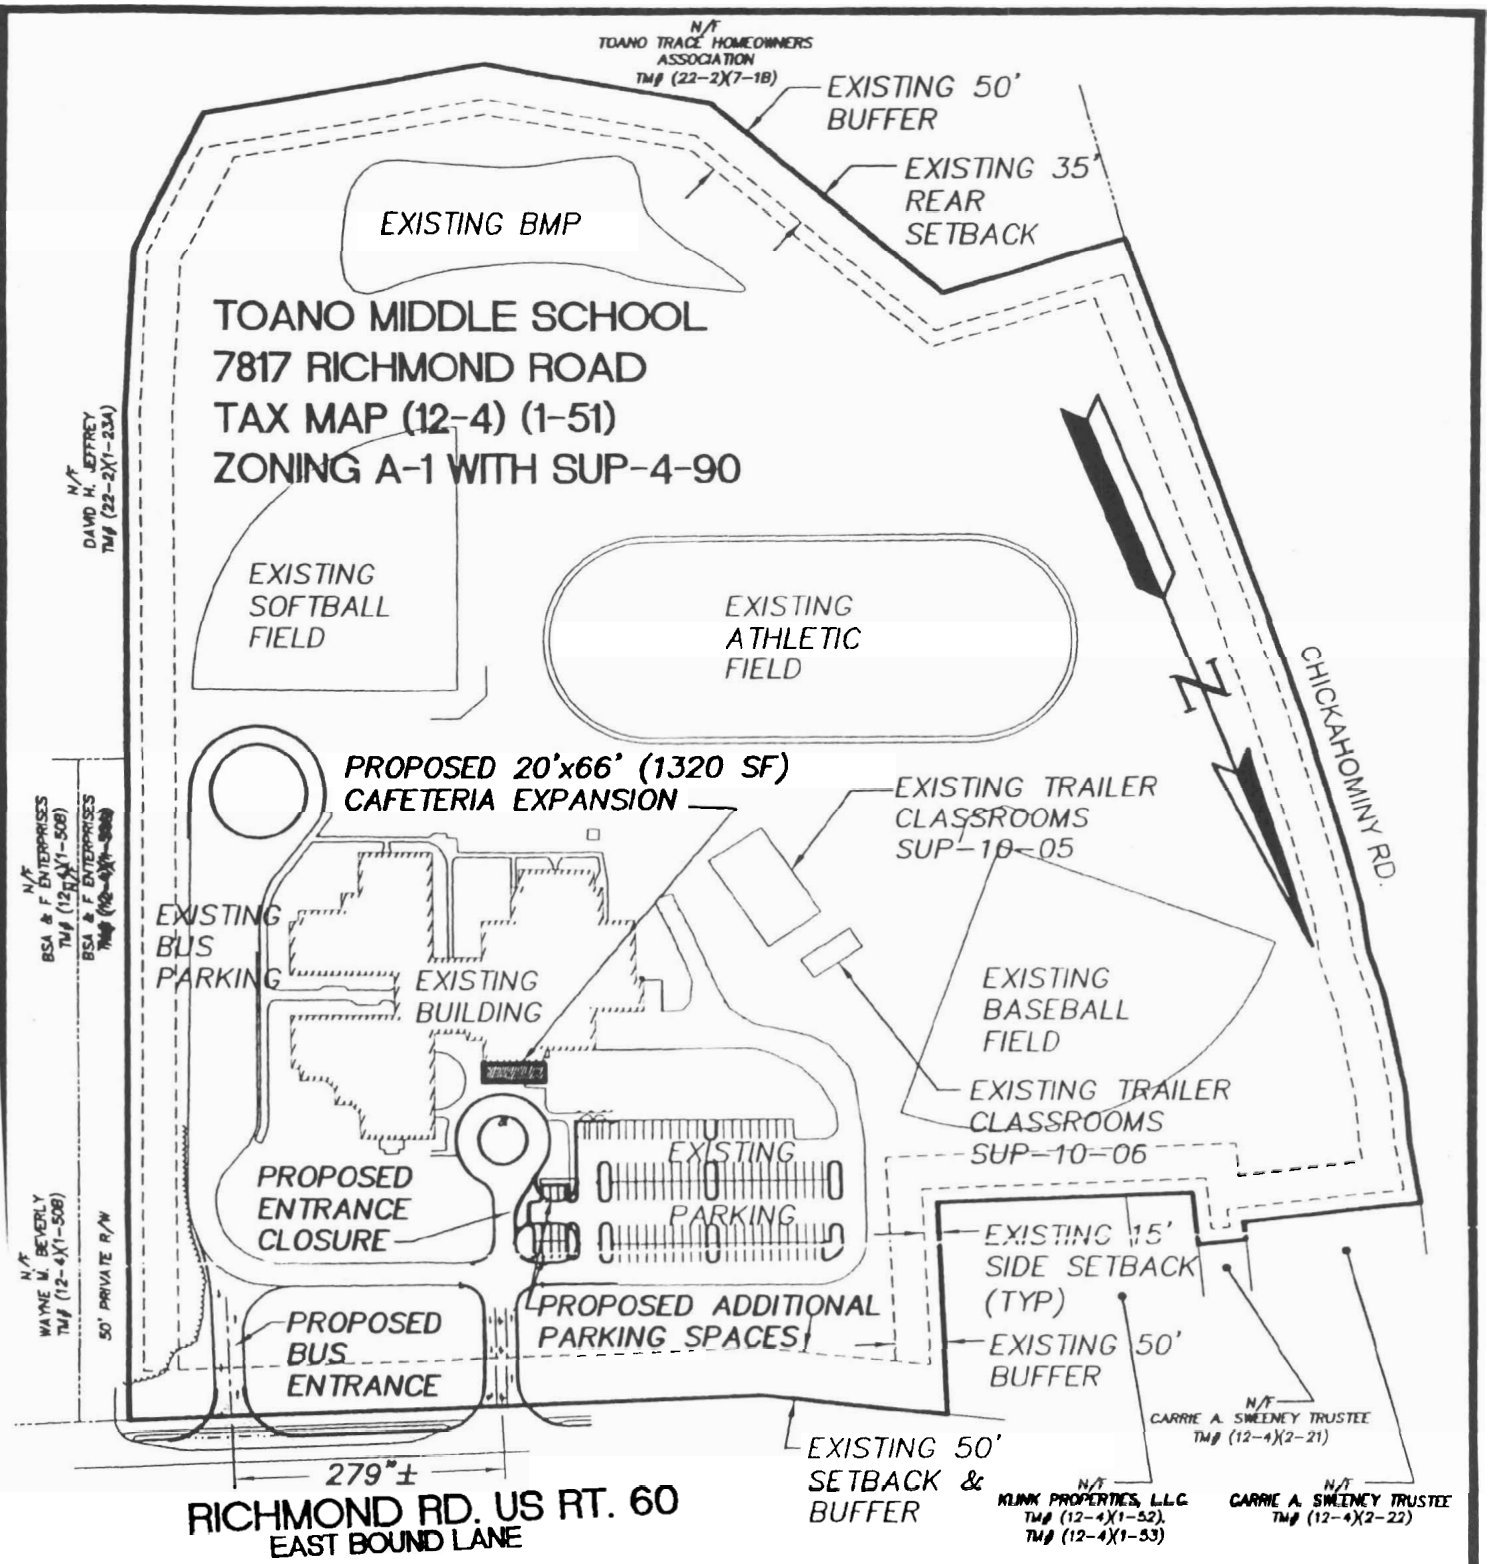 N/F
TOANO TRACE HOMEOWNERS
ASSOCIATION
TM# (22-2)(7-1B)
EXISTING 50'
BUFFER
EXISTING 35'
REAR
SETBACK
EXISTING BMP
TOANO MIDDLE SCHOOL
7817 RICHMOND ROAD
TAX MAP (12-4) (1-51)
ZONING A-1 WITH SUP-4-90
N/F
DAVID H. JEFFREY
TM# (22-2)(1-23A)
EXISTING
SOFTBALL
FIELD
EXISTING
ATHLETIC
FIELD
N
CHICKAHOMINY RD.
PROPOSED 20'x66' (1320 SF)
CAFETERIA EXPANSION
EXISTING TRAILER
CLASSROOMS
SUP-10-05
N/F
BSA & F ENTERPRISES
TM# (12-4)(1-50B)
BSA & F ENTERPRISES
EXISTING
BUS
PARKING
EXISTING
BUILDING
EXISTING
BASEBALL
FIELD
EXISTING TRAILER
CLASSROOMS
SUP-10-06
EXISTING
PARKING
PROPOSED
ENTRANCE
CLOSURE
N/F
WAYNE M. BEVERLY
TM# (12-4)(1-50B)
50' PRIVATE R/W
EXISTING 15'
SIDE SETBACK
(TYP)
PROPOSED ADDITIONAL
PARKING SPACES
PROPOSED
BUS
ENTRANCE
EXISTING 50'
BUFFER
N/F
CARRIE A. SWEENEY TRUSTEE
TM# (12-4)(2-21)
EXISTING 50'
SETBACK &
BUFFER
279"±
RICHMOND RD. US RT. 60
EAST BOUND LANE
N/F
KLINK PROPERTIES, L.L.C.
TM# (12-4)(1-52),
TM# (12-4)(1-53)
N/F
CARRIE A. SWEENEY TRUSTEE
TM# (12-4)(2-22)